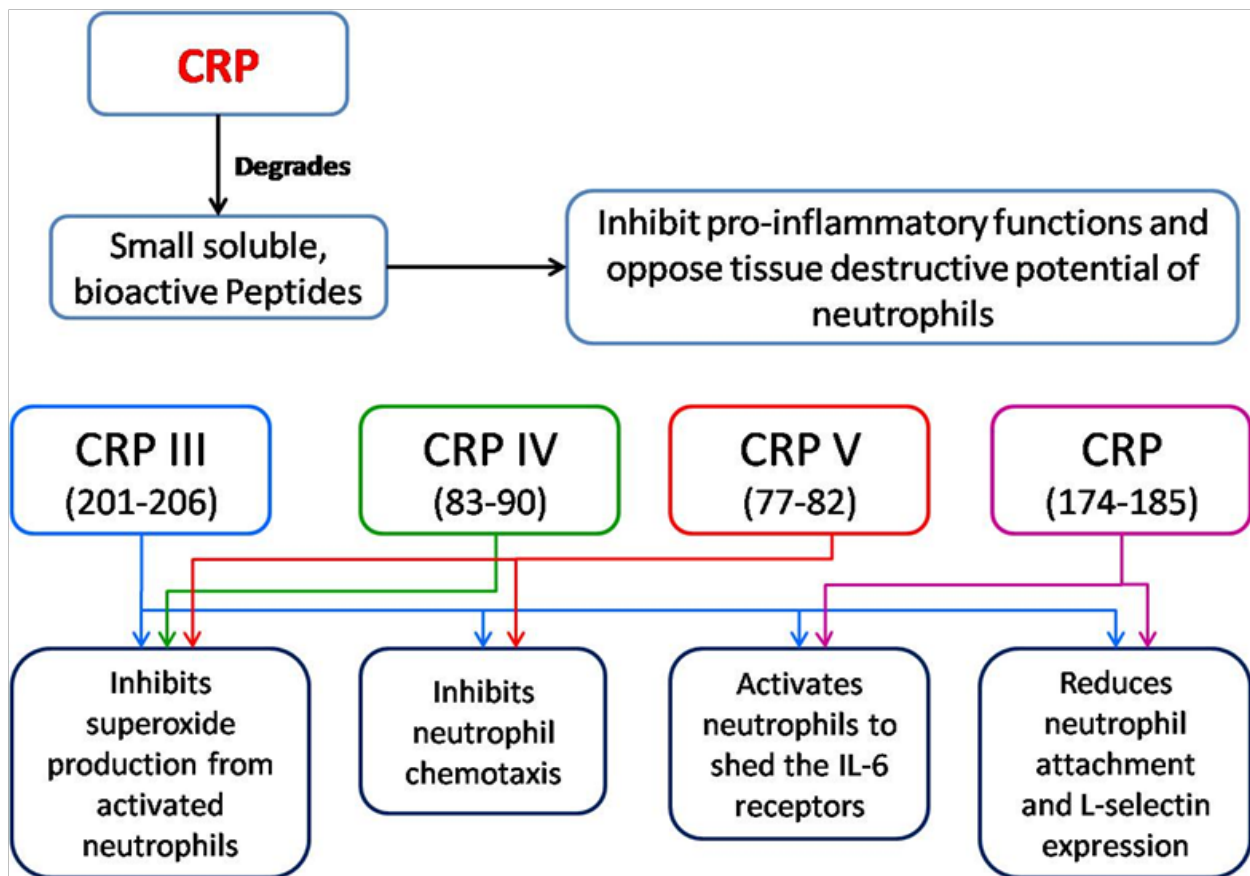 CRP
Degrades
Small soluble,
bioactive Peptides
Inhibit pro-inflammatory functions and
oppose tissue destructive potential of
neutrophils
CRP III
(201-206)
CRP IV
(83-90)
CRP V
(77-82)
CRP
(174-185)
Inhibits
superoxide
production from
activated
neutrophils
Inhibits
neutrophil
chemotaxis
Activates
neutrophils to
shed the IL-6
receptors
Reduces
neutrophil
attachment
and L-selectin
expression